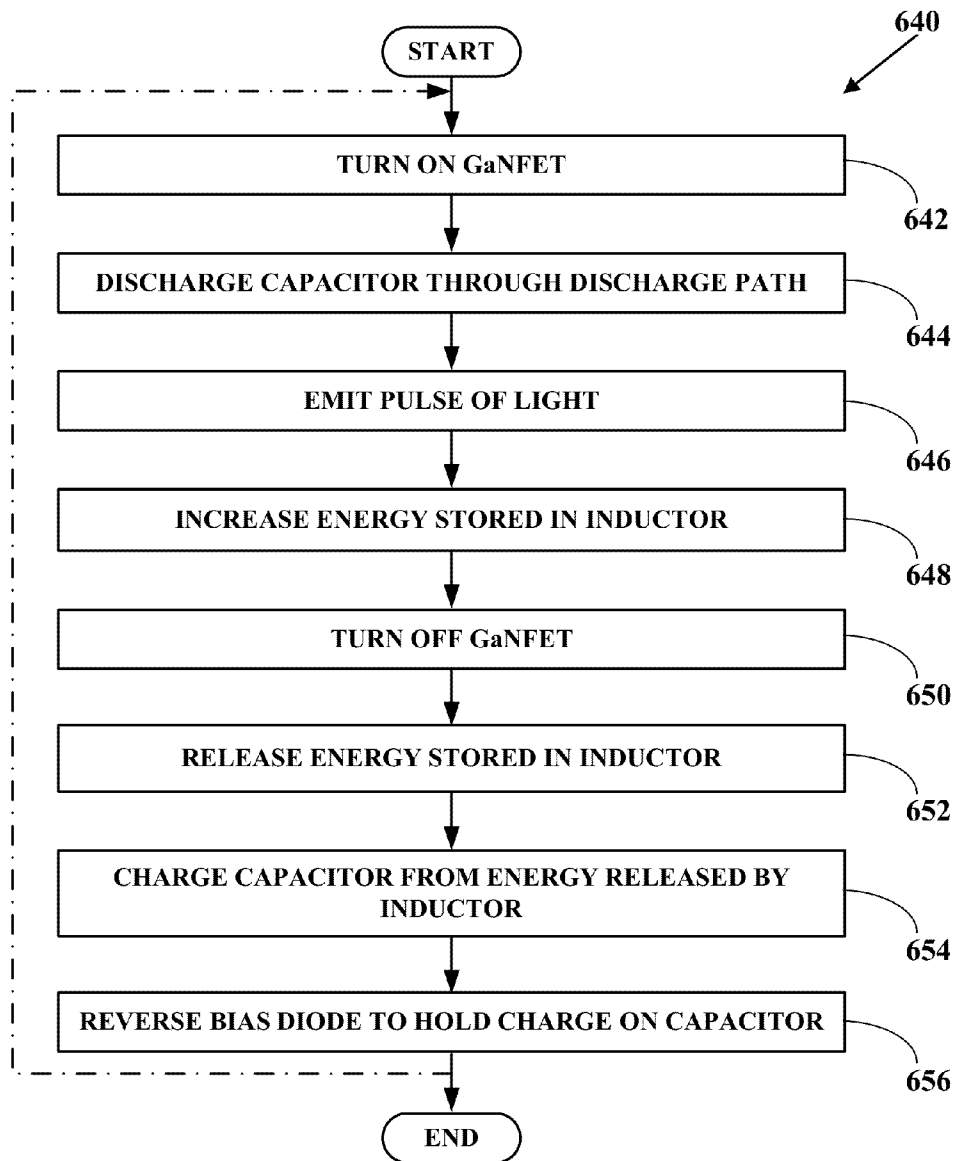 640
START
TURN ON GaNFET
642
DISCHARGE CAPACITOR THROUGH DISCHARGE PATH
644
EMIT PULSE OF LIGHT
646
INCREASE ENERGY STORED IN INDUCTOR
648
TURN OFF GaNFET
650
RELEASE ENERGY STORED IN INDUCTOR
652
CHARGE CAPACITOR FROM ENERGY RELEASED BY
INDUCTOR
654
REVERSE BIAS DIODE TO HOLD CHARGE ON CAPACITOR
656
END